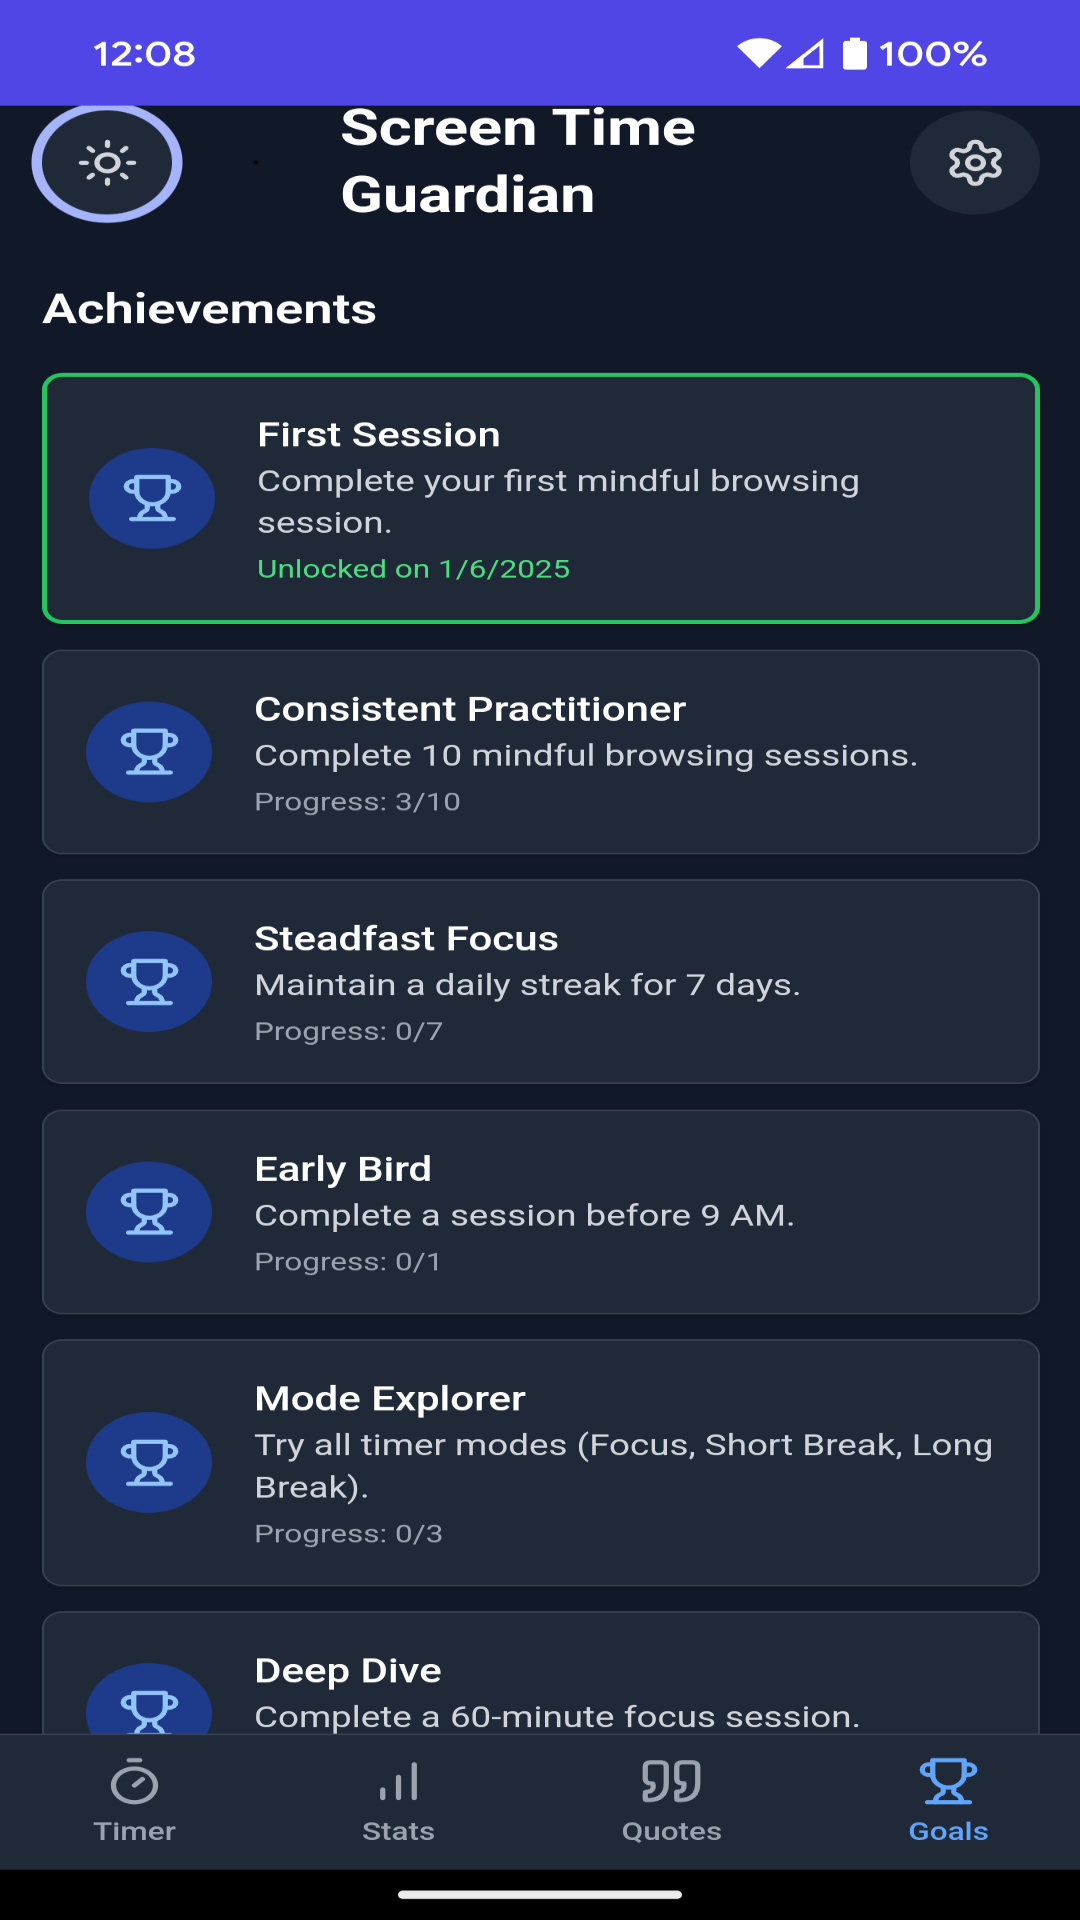 12:08
100%
Screen Time
Guardian
Achievements
First Session
Complete your first mindful browsing
session.
Unlocked on 1/6/2025
Consistent Practitioner
Complete 10 mindful browsing sessions.
Progress: 3/10
Steadfast Focus
Maintain a daily streak for 7 days.
Progress: 0/7
Early Bird
Complete a session before 9 AM.
Progress: 0/1
Mode Explorer
Try all timer modes (Focus, Short Break, Long
Break).
Progress: 0/3
Deep Dive
Complete a 60-minute focus session.
Timer
Stats
Quotes
Goals